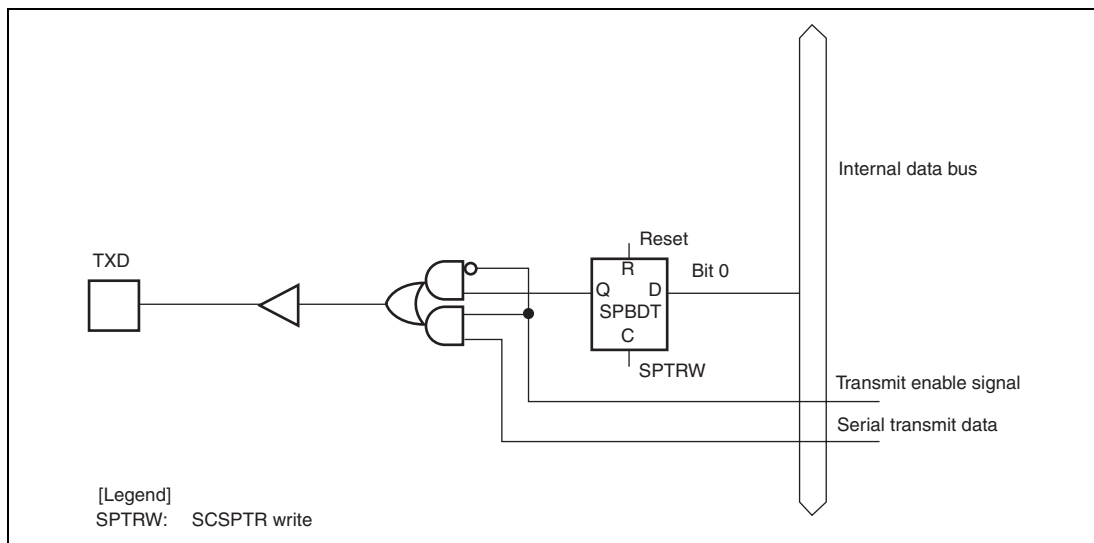 Internal data bus
Reset
TXD
R
Bit 0
Q D
SPBDT
C
SPTRW
Transmit enable signal
Serial transmit data
[Legend]
SPTRW: SCSPTR write